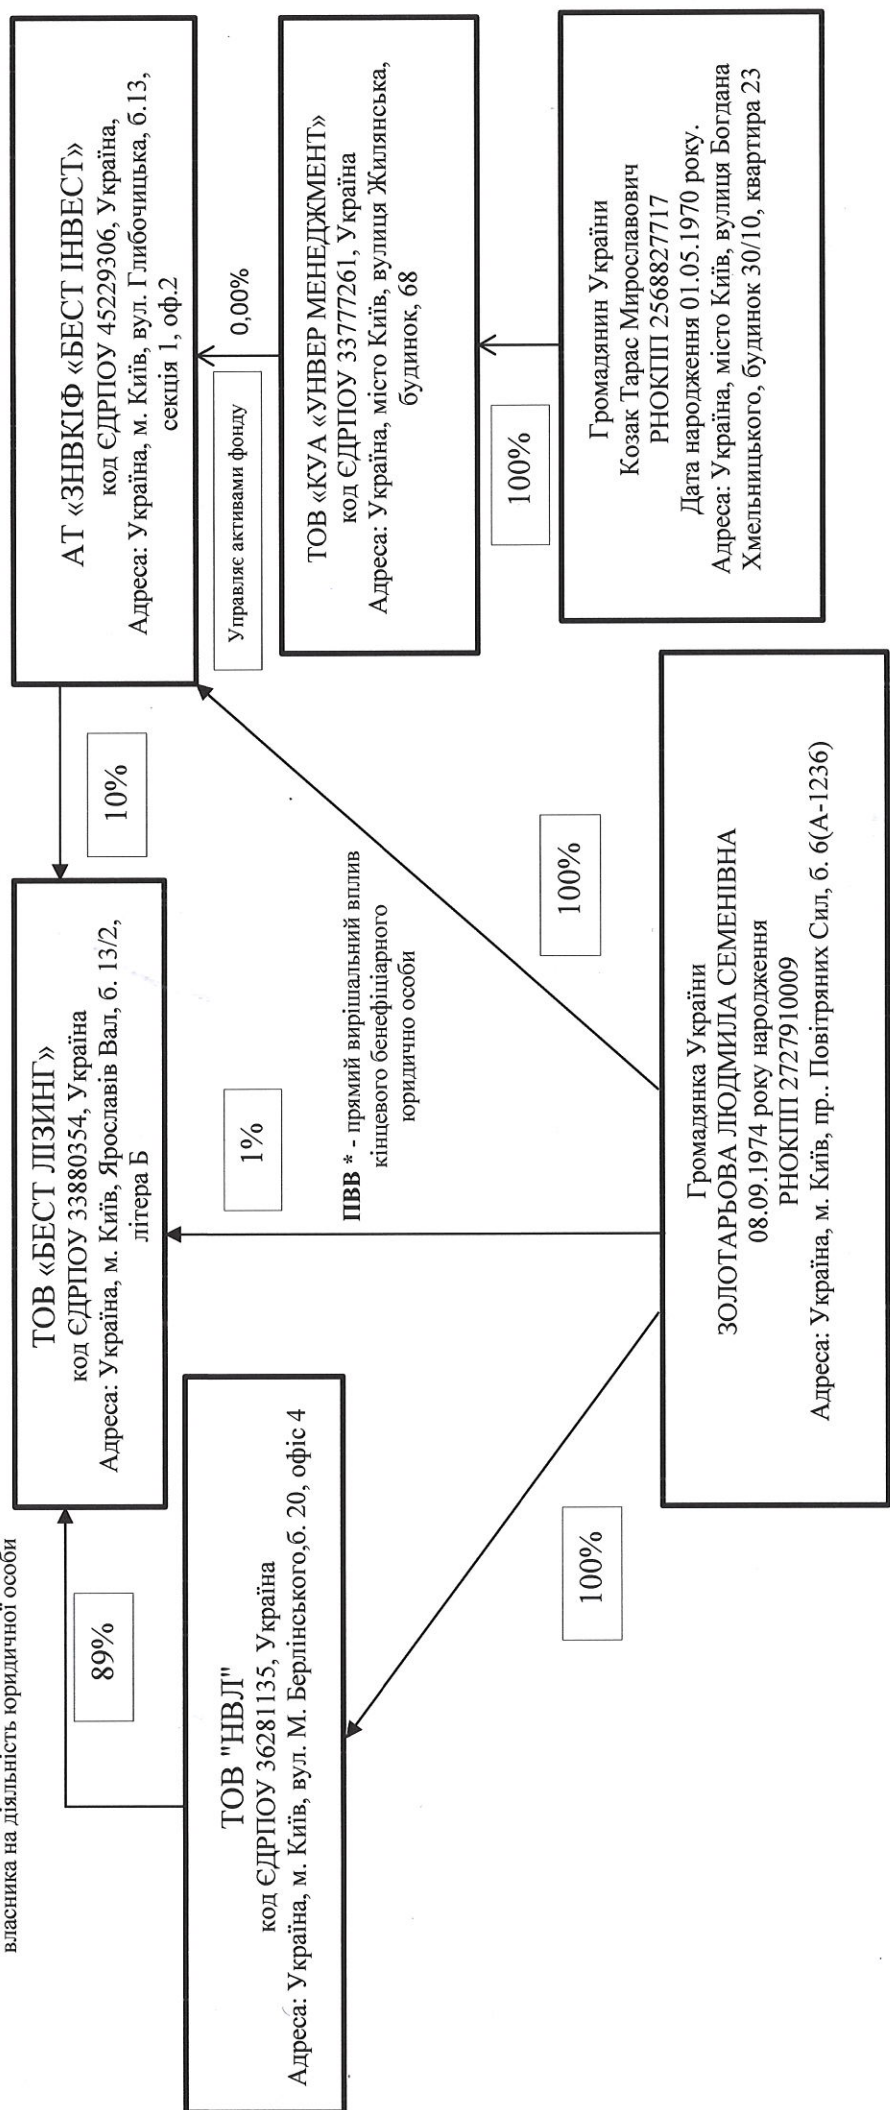 власника на діяльність юридичної особи
89%
ТОВ «БЕСТ ЛІЗИНГ»
код ЄДРПОУ 33880354, Україна
Адреса: Україна, м. Київ, Ярославів Вал, б. 13/2,
літера Б
10%
АТ «ЗНВКІФ «БЕСТ ІНВЕСТ»
код ЄДРПОУ 45229306, Україна,
Адреса: Україна, м. Київ, вул. Глибочицька, б.13,
секція 1, оф.2
Управляє активами фонду
0,00%
ТОВ "НВЛ"
код ЄДРПОУ 36281135, Україна
Адреса: Україна, м. Київ, вул. М. Берлінського,б. 20, офіс 4
1%
ПВВ * - прямий вирішальний вплив
кінцевого бенефіціарного
юридично особи
ТОВ «КУА «УНВЕР МЕНЕДЖМЕНТ»
код ЄДРПОУ 33777261, Україна
Адреса: Україна, місто Київ, вулиця Жилянська,
будинок, 68
100%
100%
100%
Громадянка України
ЗОЛОТАРЬОВА ЛЮДМИЛА СЕМЕНІВНА
08.09.1974 року народження
РНОКПП 2727910009
Адреса: Україна, м. Київ, пр.. Повітряних Сил, б. 6(А-1236)
Громадянин України
Козак Тарас Мирославович
РНОКПП 2568827717
Дата народження 01.05.1970 року.
Адреса: Україна, місто Київ, вулиця Богдана
Хмельницького, будинок 30/10, квартира 23